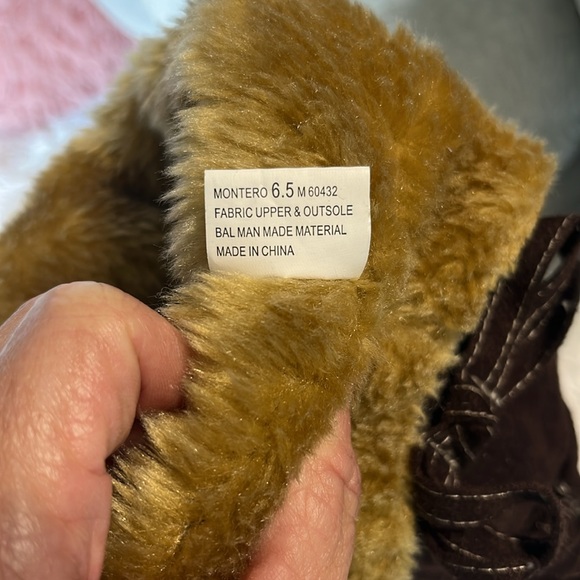 MONTERO 6.5 M 60432
FABRIC UPPER & OUTSOLE
BAL MAN MADE MATERIAL
MADE IN CHINA